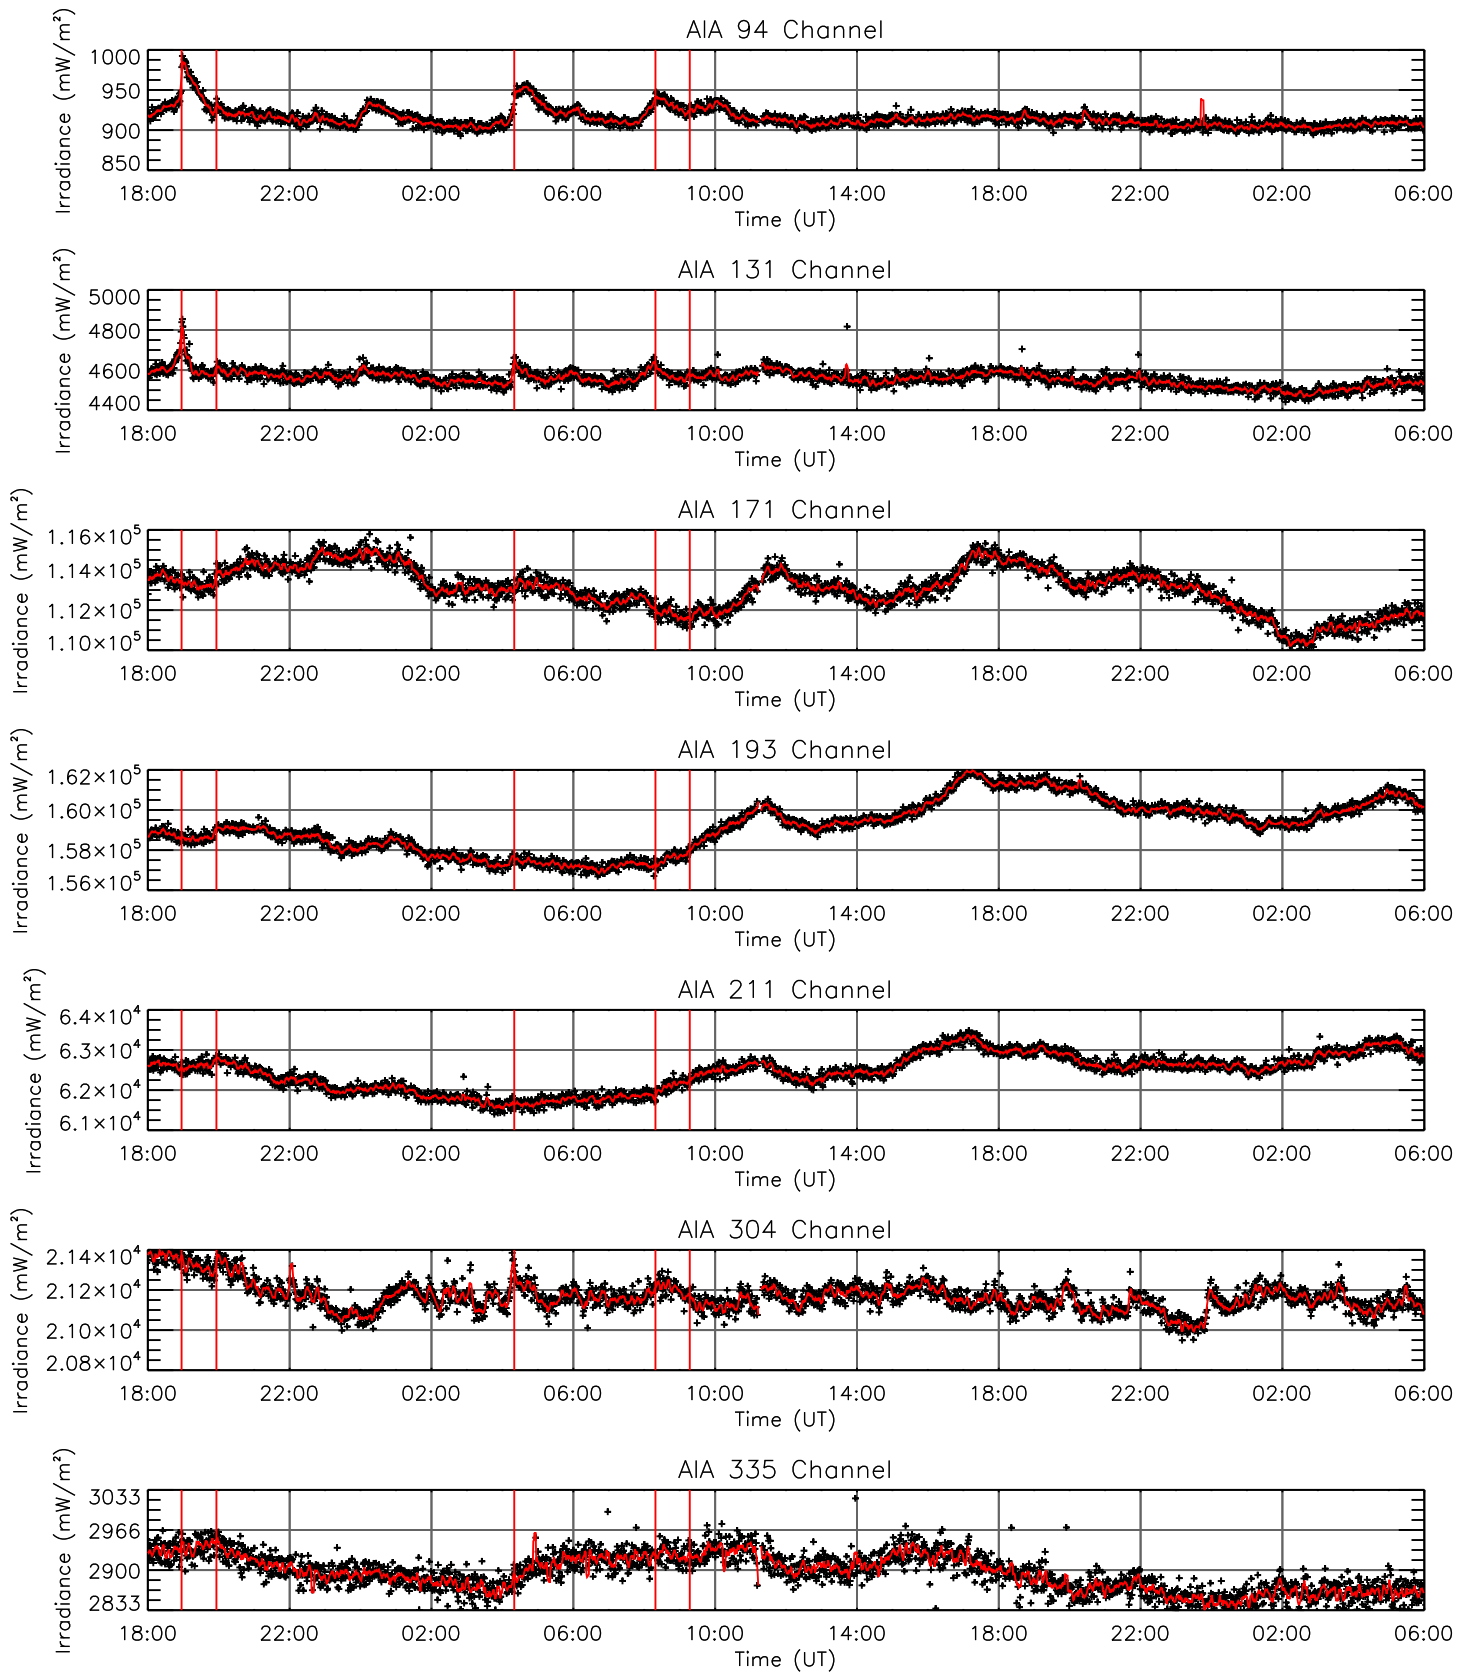 AIA 94 Channel
Irradiance (mW/m²)
1000
950
900
850
18:00 22:00 02:00 06:00 10:00 14:00 18:00 22:00 02:00 06:00
Time (UT)
AIA 131 Channel
Irradiance (mW/m²)
5000
4800
4600
4400
18:00 22:00 02:00 06:00 10:00 14:00 18:00 22:00 02:00 06:00
Time (UT)
AIA 171 Channel
Irradiance (mW/m²)
1.16×10⁵
1.14×10⁵
1.12×10⁵
1.10×10⁵
18:00 22:00 02:00 06:00 10:00 14:00 18:00 22:00 02:00 06:00
Time (UT)
AIA 193 Channel
Irradiance (mW/m²)
1.62×10⁵
1.60×10⁵
1.58×10⁵
1.56×10⁵
18:00 22:00 02:00 06:00 10:00 14:00 18:00 22:00 02:00 06:00
Time (UT)
AIA 211 Channel
Irradiance (mW/m²)
6.4×10⁴
6.3×10⁴
6.2×10⁴
6.1×10⁴
18:00 22:00 02:00 06:00 10:00 14:00 18:00 22:00 02:00 06:00
Time (UT)
AIA 304 Channel
Irradiance (mW/m²)
2.14×10⁴
2.12×10⁴
2.10×10⁴
2.08×10⁴
18:00 22:00 02:00 06:00 10:00 14:00 18:00 22:00 02:00 06:00
Time (UT)
AIA 335 Channel
Irradiance (mW/m²)
3033
2966
2900
2833
18:00 22:00 02:00 06:00 10:00 14:00 18:00 22:00 02:00 06:00
Time (UT)